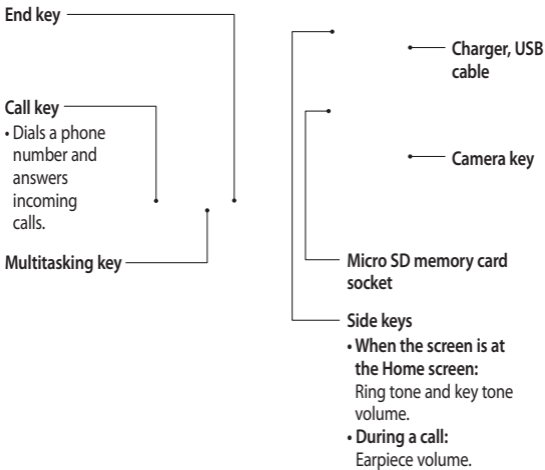 End key
Call key
• Dials a phone
number and
answers
incoming
calls.
Multitasking key
Charger, USB
cable
Camera key
Micro SD memory card
socket
Side keys
• When the screen is at
the Home screen:
Ring tone and key tone
volume.
• During a call:
Earpiece volume.